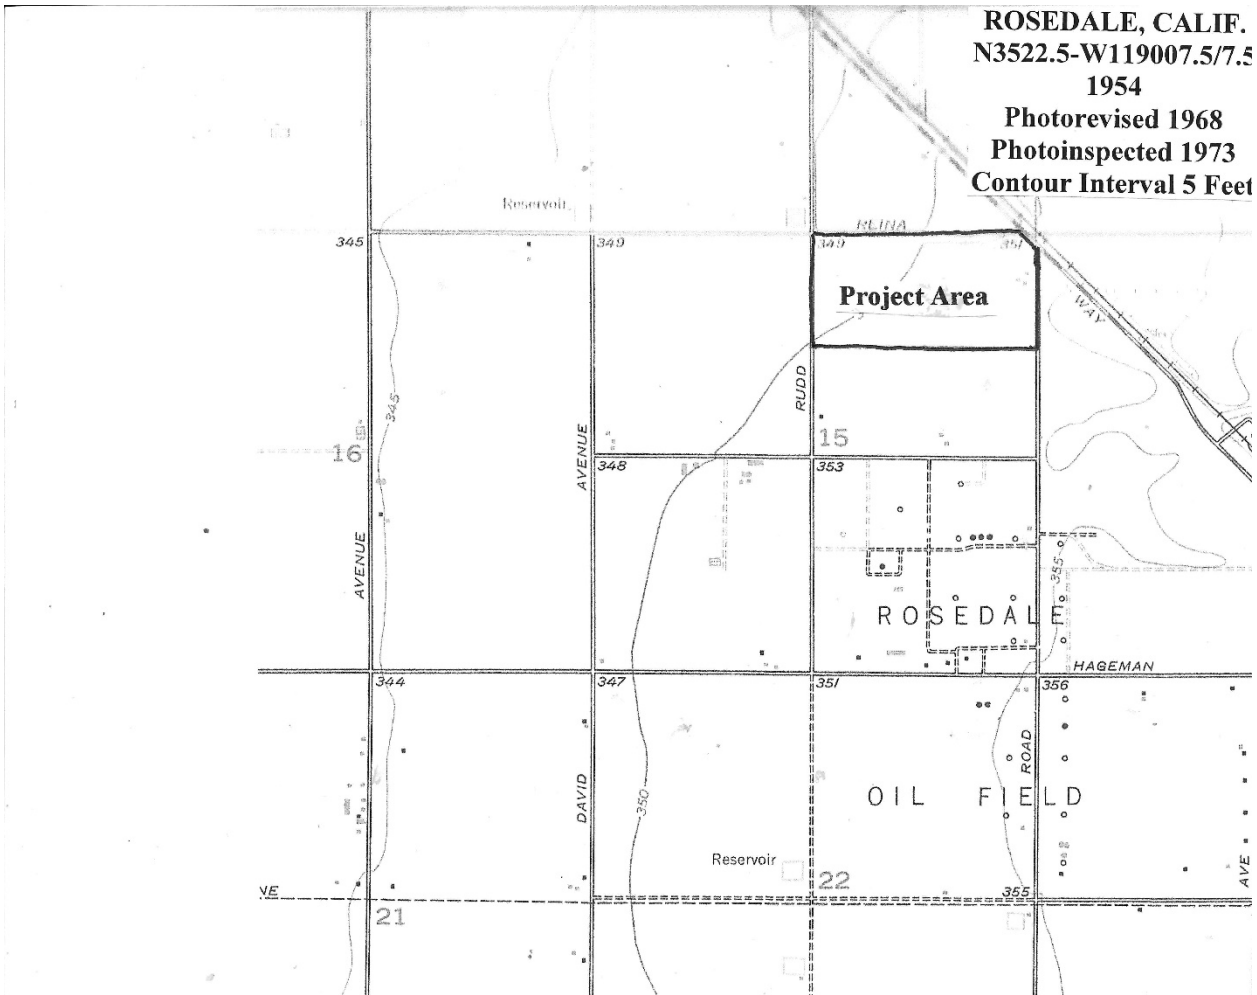 ROSEDALE, CALIF.
N3522.5-W119007.5/7.5
1954
Photorevised 1968
Photoinspected 1973
Contour Interval 5 Feet
Reservoir
RLINA
345
349
349
351
Project Area
WAY
RUDD
345
AVENUE
16
15
348
353
AVENUE
355
ROSEDALE
HAGEMAN
344
347
351
356
ROAD
DAVID
350
OIL FIELD
Reservoir
22
355
AVE
VE
21